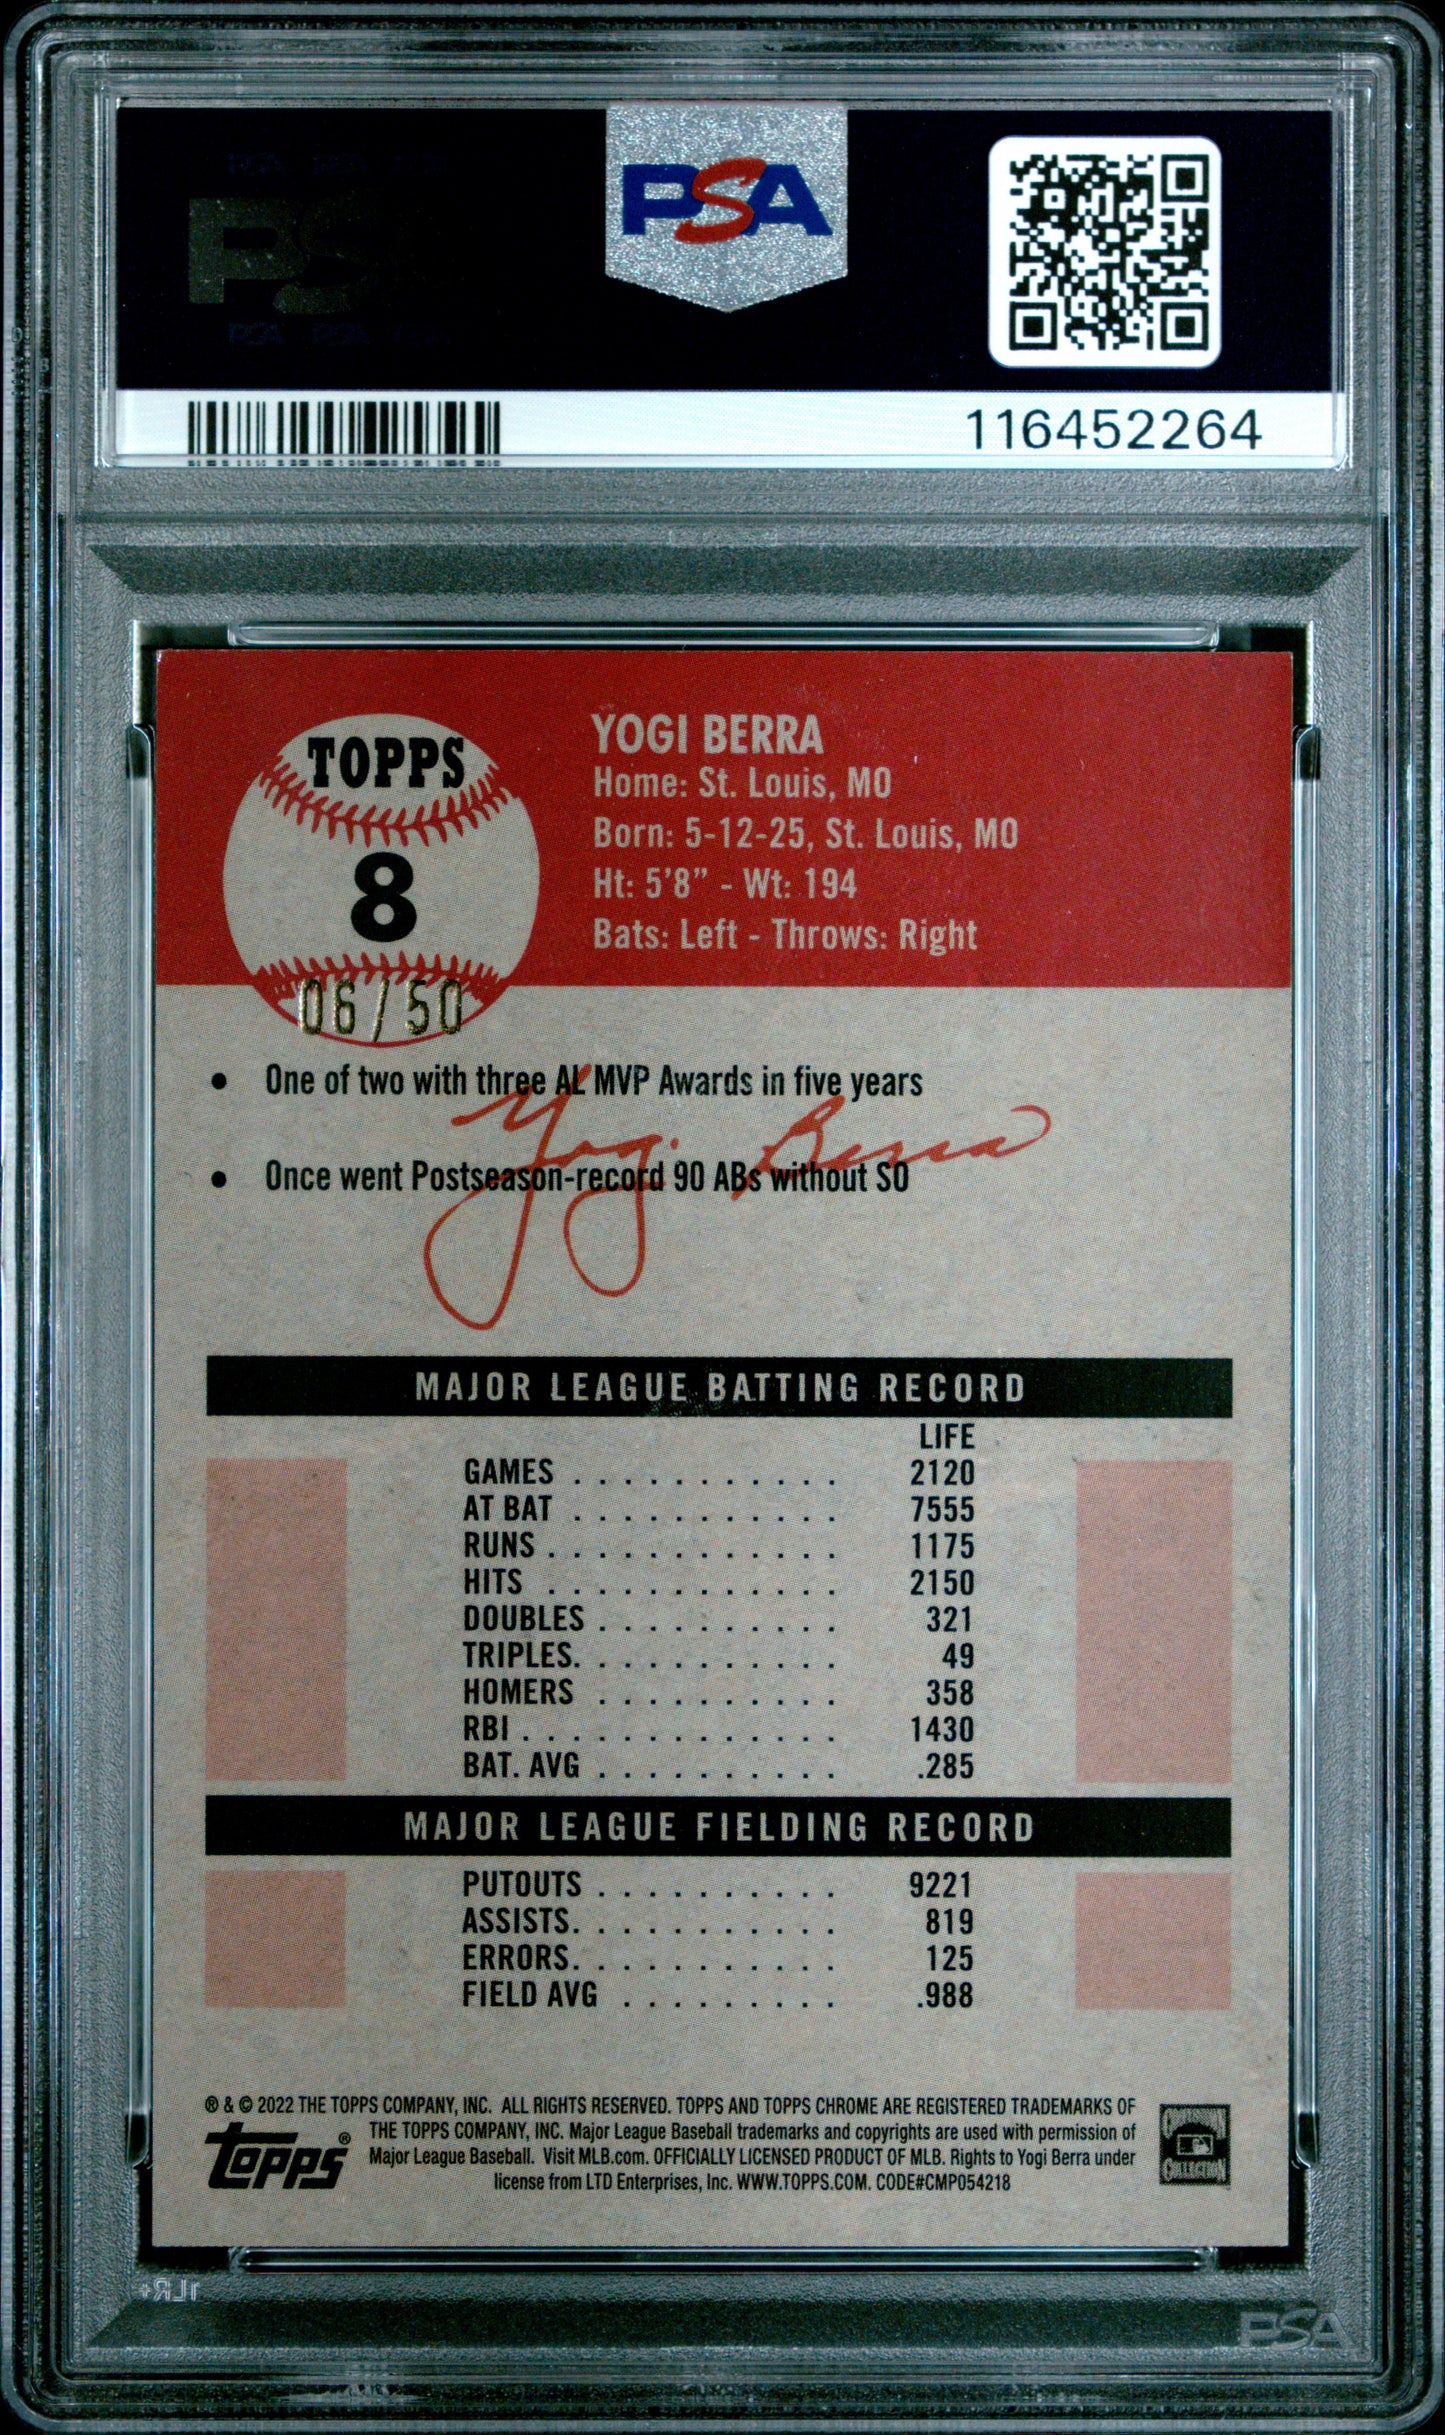 PSA
116452264
TOPPS
8
06/50
YOGI BERRA
Home: St. Louis, MO
Born: 5-12-25, St. Louis, MO
Ht: 5'8” - Wt: 194
Bats: Left - Throws: Right
• One of two with three AL MVP Awards in five years
Yogi Berra
• Once went Postseason-record 90 ABs without SO
MAJOR LEAGUE BATTING RECORD
LIFE
GAMES . . . . . . . . . . . 2120
AT BAT . . . . . . . . . . . 7555
RUNS . . . . . . . . . . . . 1175
HITS . . . . . . . . . . . . 2150
DOUBLES . . . . . . . . . . 321
TRIPLES. . . . . . . . . . . 49
HOMERS . . . . . . . . . . 358
RBI . . . . . . . . . . . . . 1430
BAT. AVG . . . . . . . . . . .285
MAJOR LEAGUE FIELDING RECORD
PUTOUTS . . . . . . . . . . 9221
ASSISTS. . . . . . . . . . . 819
ERRORS. . . . . . . . . . . 125
FIELD AVG . . . . . . . . . .988
® & © 2022 THE TOPPS COMPANY, INC. ALL RIGHTS RESERVED. TOPPS AND TOPPS CHROME ARE REGISTERED TRADEMARKS OF
THE TOPPS COMPANY, INC. Major League Baseball trademarks and copyrights are used with permission of
Major League Baseball. Visit MLB.com. OFFICIALLY LICENSED PRODUCT OF MLB. Rights to Yogi Berra under
license from LTD Enterprises, Inc. WWW.TOPPS.COM. CODE#CMP054218
topps®
COOPERSTOWN
COLLECTION
PSA